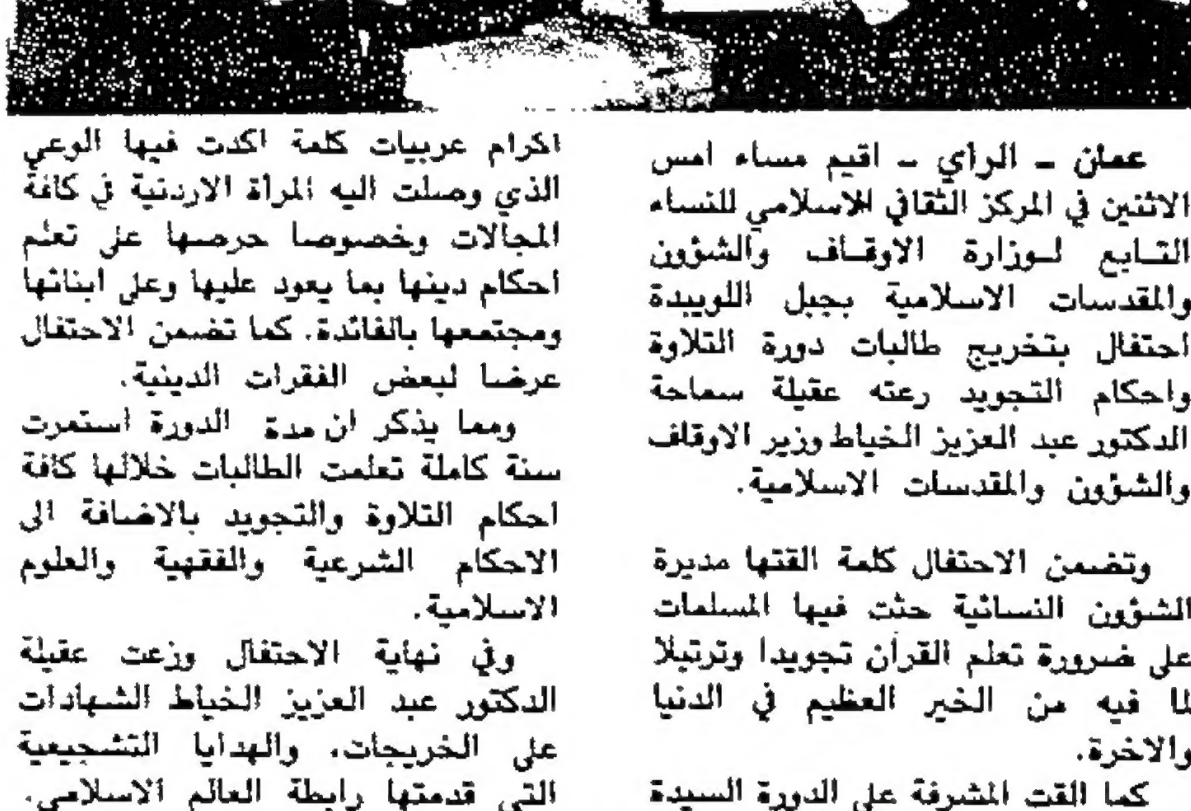 عمان ـ الراي ـ اقيم مساء امس
الاثنين في المركز الثقافي الاسلامي للنساء
التابع لوزارة الاوقاف والشؤون
والمقدسات الاسلامية بجبل اللويبدة
احتفال بتخريج طالبات دورة التلاوة
واحكام التجويد رعته عقيلة سماحة
الدكتور عبد العزيز الخياط وزير الاوقاف
والشؤون والمقدسات الاسلامية.
وتضمن الاحتفال كلمة القتها مديرة
الشؤون النسائية حثت فيها المسلمات
على ضرورة تعلم القرآن تجويدا وترتيلا
لما فيه من الخير العظيم في الدنيا
والاخرة.
كما القت المشرفة على الدورة السيدة
اكرام عربيات كلمة اكدت فيها الوعي
الذي وصلت اليه المرأة الاردنية في كافة
المجالات وخصوصا حرصها على تعلم
احكام دينها بما يعود عليها وعلى ابنائها
ومجتمعها بالفائدة. كما تضمن الاحتفال
عرضا لبعض الفقرات الدينية.
ومما يذكر ان مدة الدورة استمرت
سنة كاملة تعلمت الطالبات خلالها كافة
احكام التلاوة والتجويد بالاضافة الى
الاحكام الشرعية والفقهية والعلوم
الاسلامية.
وفي نهاية الاحتفال وزعت عقيلة
الدكتور عبد العزيز الخياط الشهادات
على الخريجات، والهدايا التشجيعية
التي قدمتها رابطة العالم الاسلامي.